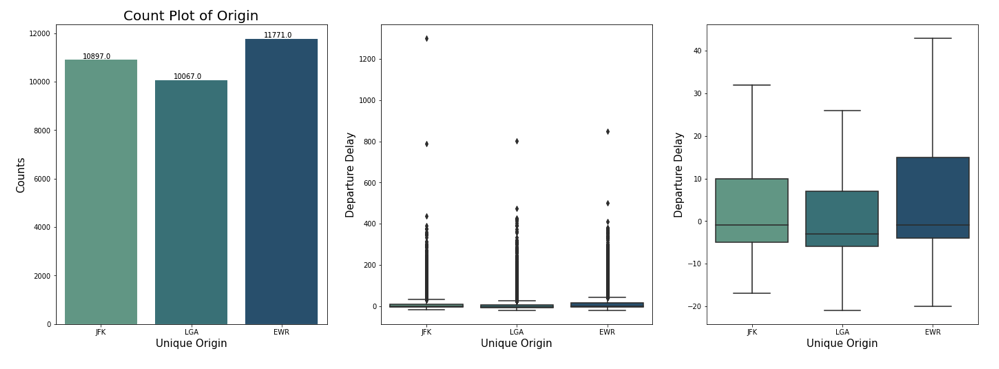 Count Plot of Origin
12000
10000
8000
6000
4000
2000
0
Counts
10897.0
10067.0
11771.0
JFK
LGA
EWR
Unique Origin
1200
1000
800
600
400
200
0
Departure Delay
JFK
LGA
EWR
Unique Origin
40
30
20
10
0
−10
−20
Departure Delay
JFK
LGA
EWR
Unique Origin